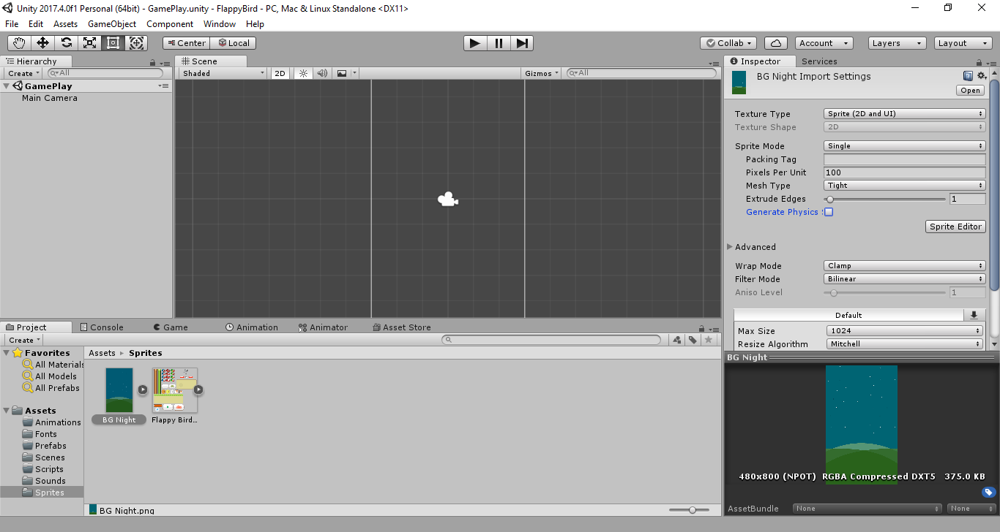 Unity 2017.4.0f1 Personal (64bit) - GamePlay.unity - FlappyBird - PC, Mac & Linux Standalone <DX11>
File Edit Assets GameObject Component Window Help
Center Local Collab Account Layers Layout
Hierarchy
Create All
GamePlay
Main Camera
Scene
Shaded 2D Gizmos All
Inspector Services
BG Night Import Settings
Open
Texture Type Sprite (2D and UI)
Texture Shape 2D
Sprite Mode Single
Packing Tag
Pixels Per Unit 100
Mesh Type Tight
Extrude Edges 1
Generate Physics S
Sprite Editor
Advanced
Wrap Mode Clamp
Filter Mode Bilinear
Aniso Level 1
Default
Max Size 1024
Resize Algorithm Mitchell
Project Console Game Animation Animator Asset Store
Create
Favorites
All Materials
All Models
All Prefabs
Assets
Animations
Fonts
Prefabs
Scenes
Scripts
Sounds
Sprites
Assets ▸ Sprites
BG Night Flappy Bird...
BG Night.png
BG Night
480x800 (NPOT) RGBA Compressed DXT5 375.0 KB
AssetBundle None None